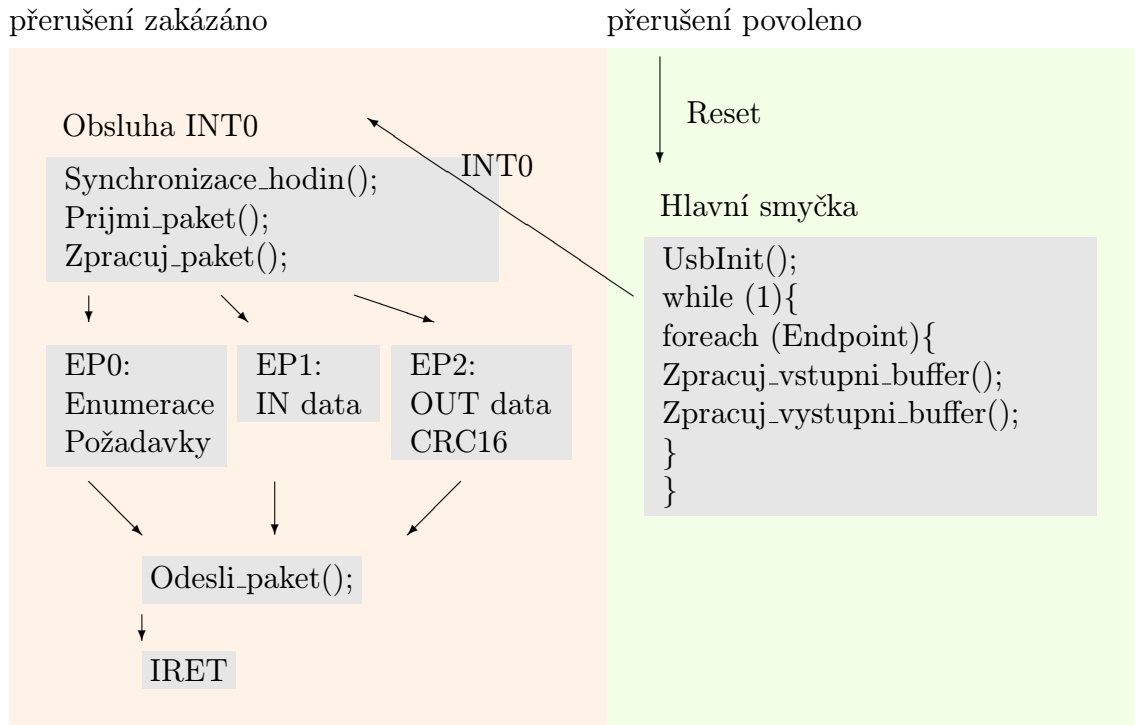 přerušení zakázáno
přerušení povoleno
Obsluha INT0
Synchronizace_hodin();
Prijmi_paket();
Zpracuj_paket();
EP0:
Enumerace
Požadavky
EP1:
IN data
EP2:
OUT data
CRC16
Odesli_paket();
IRET
INT0
Reset
Hlavní smyčka
UsbInit();
while (1){
foreach (Endpoint){
Zpracuj_vstupni_buffer();
Zpracuj_vystupni_buffer();
}
}